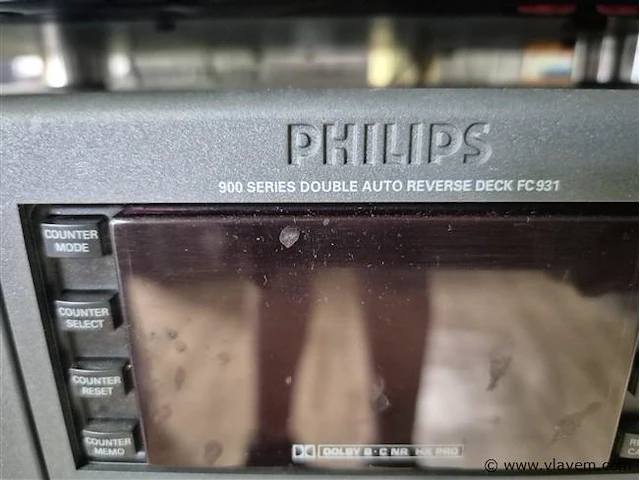 PHILIPS
900 SERIES DOUBLE AUTO REVERSE DECK FC931
COUNTER
MODE
COUNTER
SELECT
COUNTER
RESET
COUNTER
MEMO
DOLBY B·C NR HX PRO
© www.vlavem.com